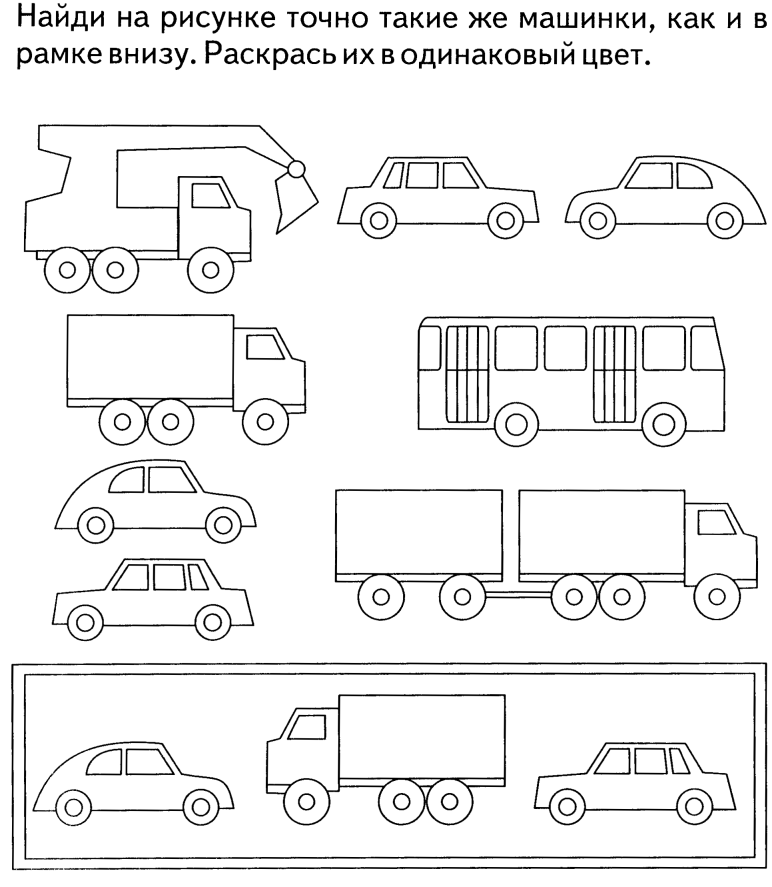 Найди на рисунке точно такие же машинки, как и в
рамке внизу. Раскрась их в одинаковый цвет.